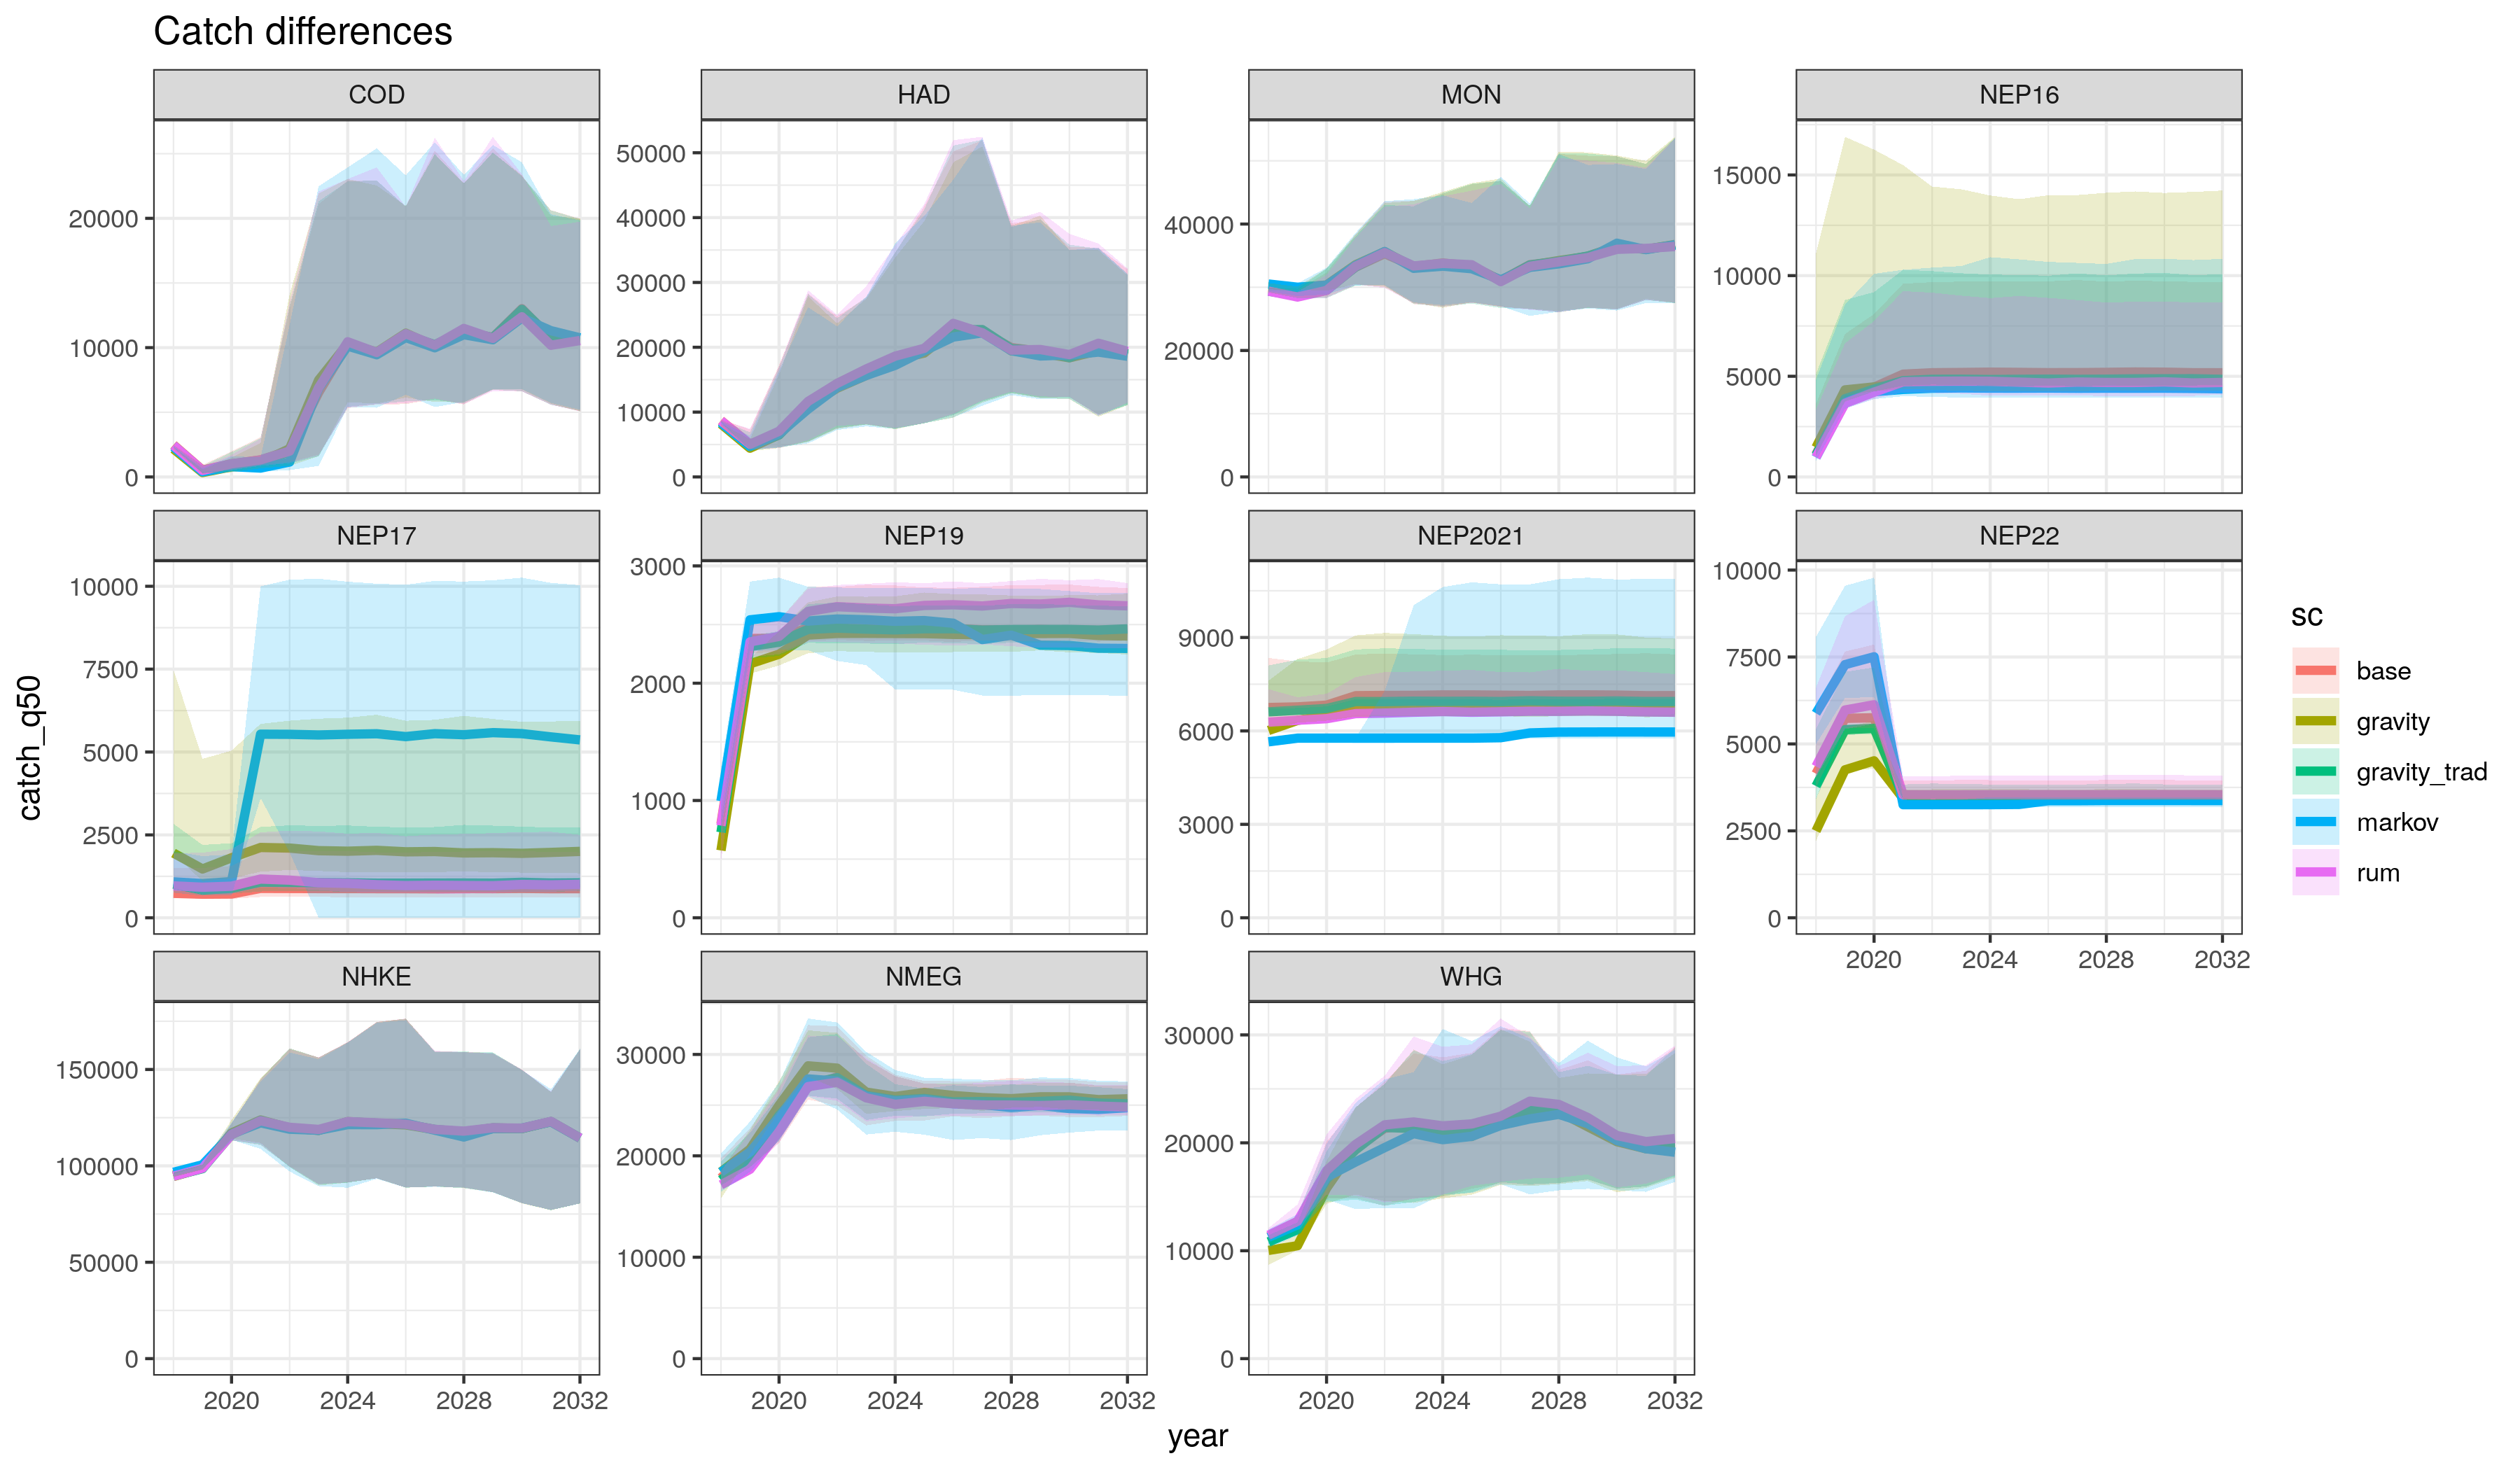 Catch differences
COD HAD MON NEP16
20000
10000
0
50000
40000
30000
20000
10000
0
40000
20000
0
15000
10000
5000
0
NEP17 NEP19 NEP2021 NEP22
10000
7500
5000
2500
0
3000
2000
1000
0
9000
6000
3000
0
10000
7500
5000
2500
0
2020 2024 2028 2032
NHKE NMEG WHG
150000
100000
50000
0
30000
20000
10000
0
30000
20000
10000
0
2020 2024 2028 2032
2020 2024 2028 2032
2020 2024 2028 2032
year
catch_q50
sc
base
gravity
gravity_trad
markov
rum